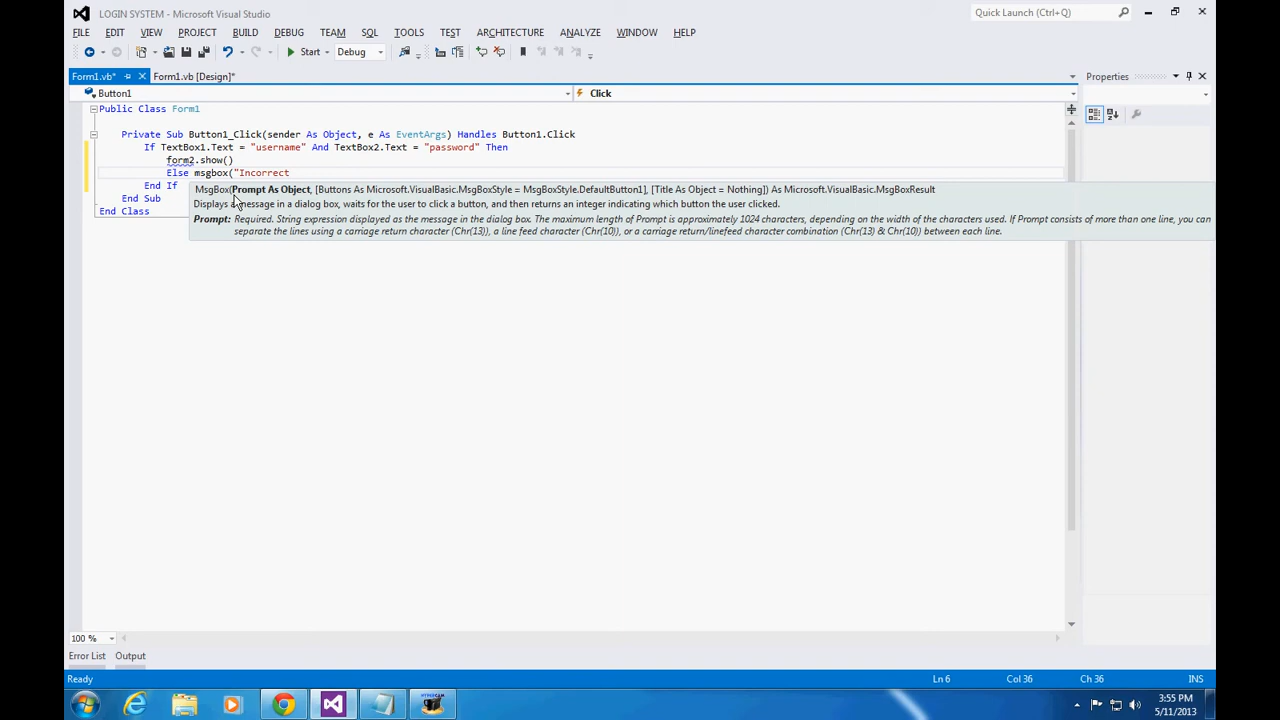 LOGIN SYSTEM - Microsoft Visual Studio
Quick Launch (Ctrl+Q)
FILE EDIT VIEW PROJECT BUILD DEBUG TEAM SQL TOOLS TEST ARCHITECTURE ANALYZE WINDOW HELP
Start Debug
Form1.vb* Form1.vb [Design]*
Properties
Button1 Click
Public Class Form1
Private Sub Button1_Click(sender As Object, e As EventArgs) Handles Button1.Click
If TextBox1.Text = "username" And TextBox2.Text = "password" Then
form2.show()
Else msgbox("Incorrect
End If
End Sub
End Class
MsgBox(Prompt As Object, [Buttons As Microsoft.VisualBasic.MsgBoxStyle = MsgBoxStyle.DefaultButton1], [Title As Object = Nothing]) As Microsoft.VisualBasic.MsgBoxResult
Displays a message in a dialog box, waits for the user to click a button, and then returns an integer indicating which button the user clicked.
Prompt: Required. String expression displayed as the message in the dialog box. The maximum length of Prompt is approximately 1024 characters, depending on the width of the characters used. If Prompt consists of more than one line, you can
separate the lines using a carriage return character (Chr(13)), a line feed character (Chr(10)), or a carriage return/linefeed character combination (Chr(13) & Chr(10)) between each line.
100 %
Error List Output
Ready Ln 6 Col 36 Ch 36 INS
HYPERCAM
3:55 PM
5/11/2013